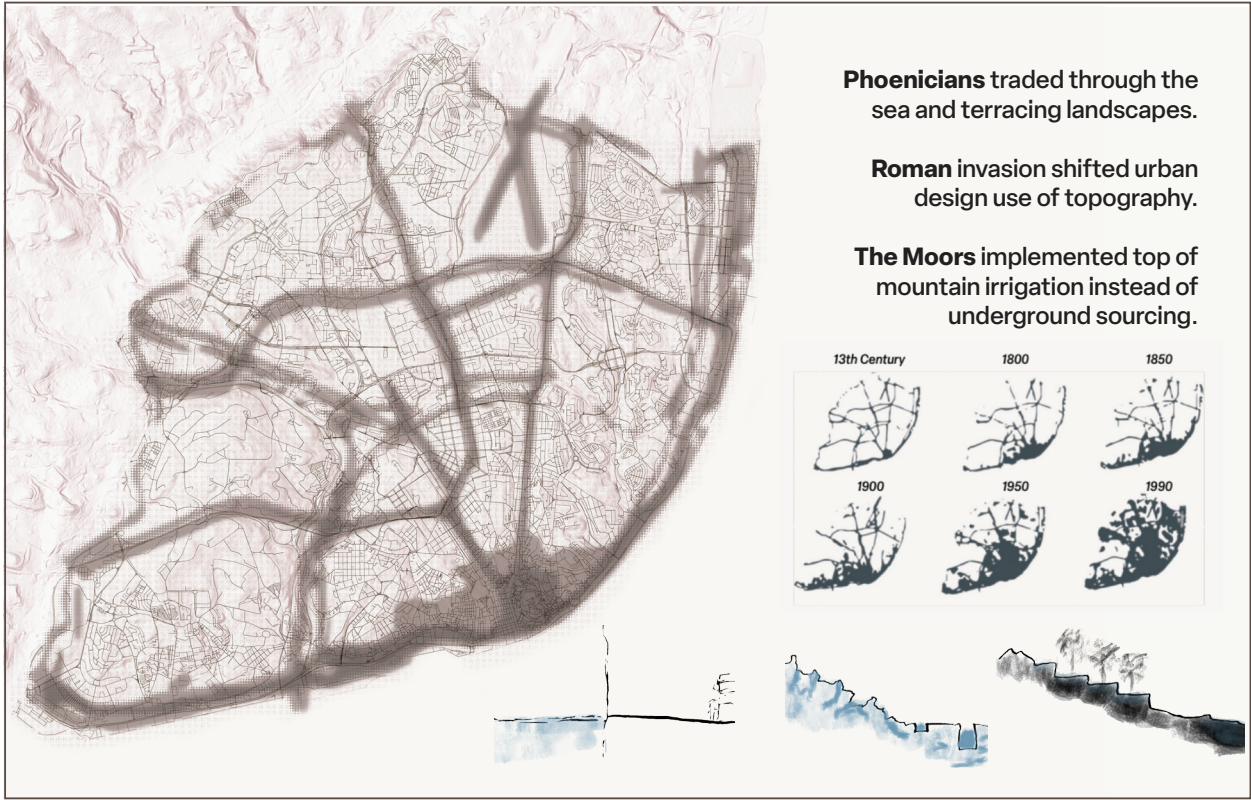 Phoenicians traded through the
sea and terracing landscapes.
Roman invasion shifted urban
design use of topography.
The Moors implemented top of
mountain irrigation instead of
underground sourcing.
13th Century
1800
1850
1900
1950
1990